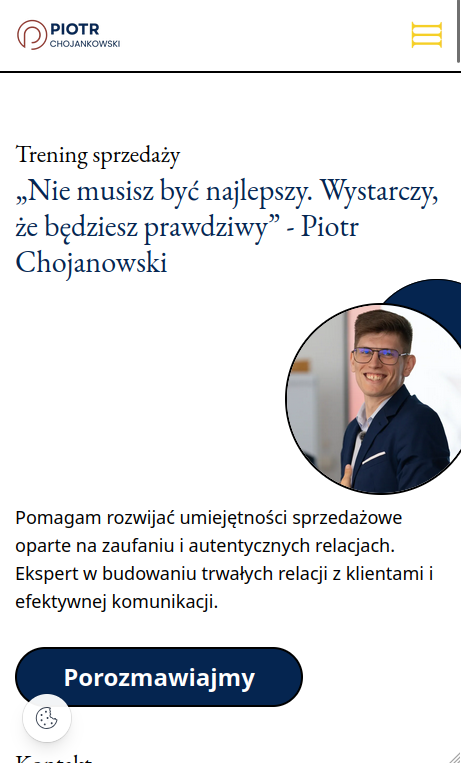 PIOTR
CHOJANKOWSKI
Trening sprzedaży
„Nie musisz być najlepszy. Wystarczy,
że będziesz prawdziwy” - Piotr
Chojanowski
Pomagam rozwijać umiejętności sprzedażowe
oparte na zaufaniu i autentycznych relacjach.
Ekspert w budowaniu trwałych relacji z klientami i
efektywnej komunikacji.
Porozmawiajmy
Kontakt